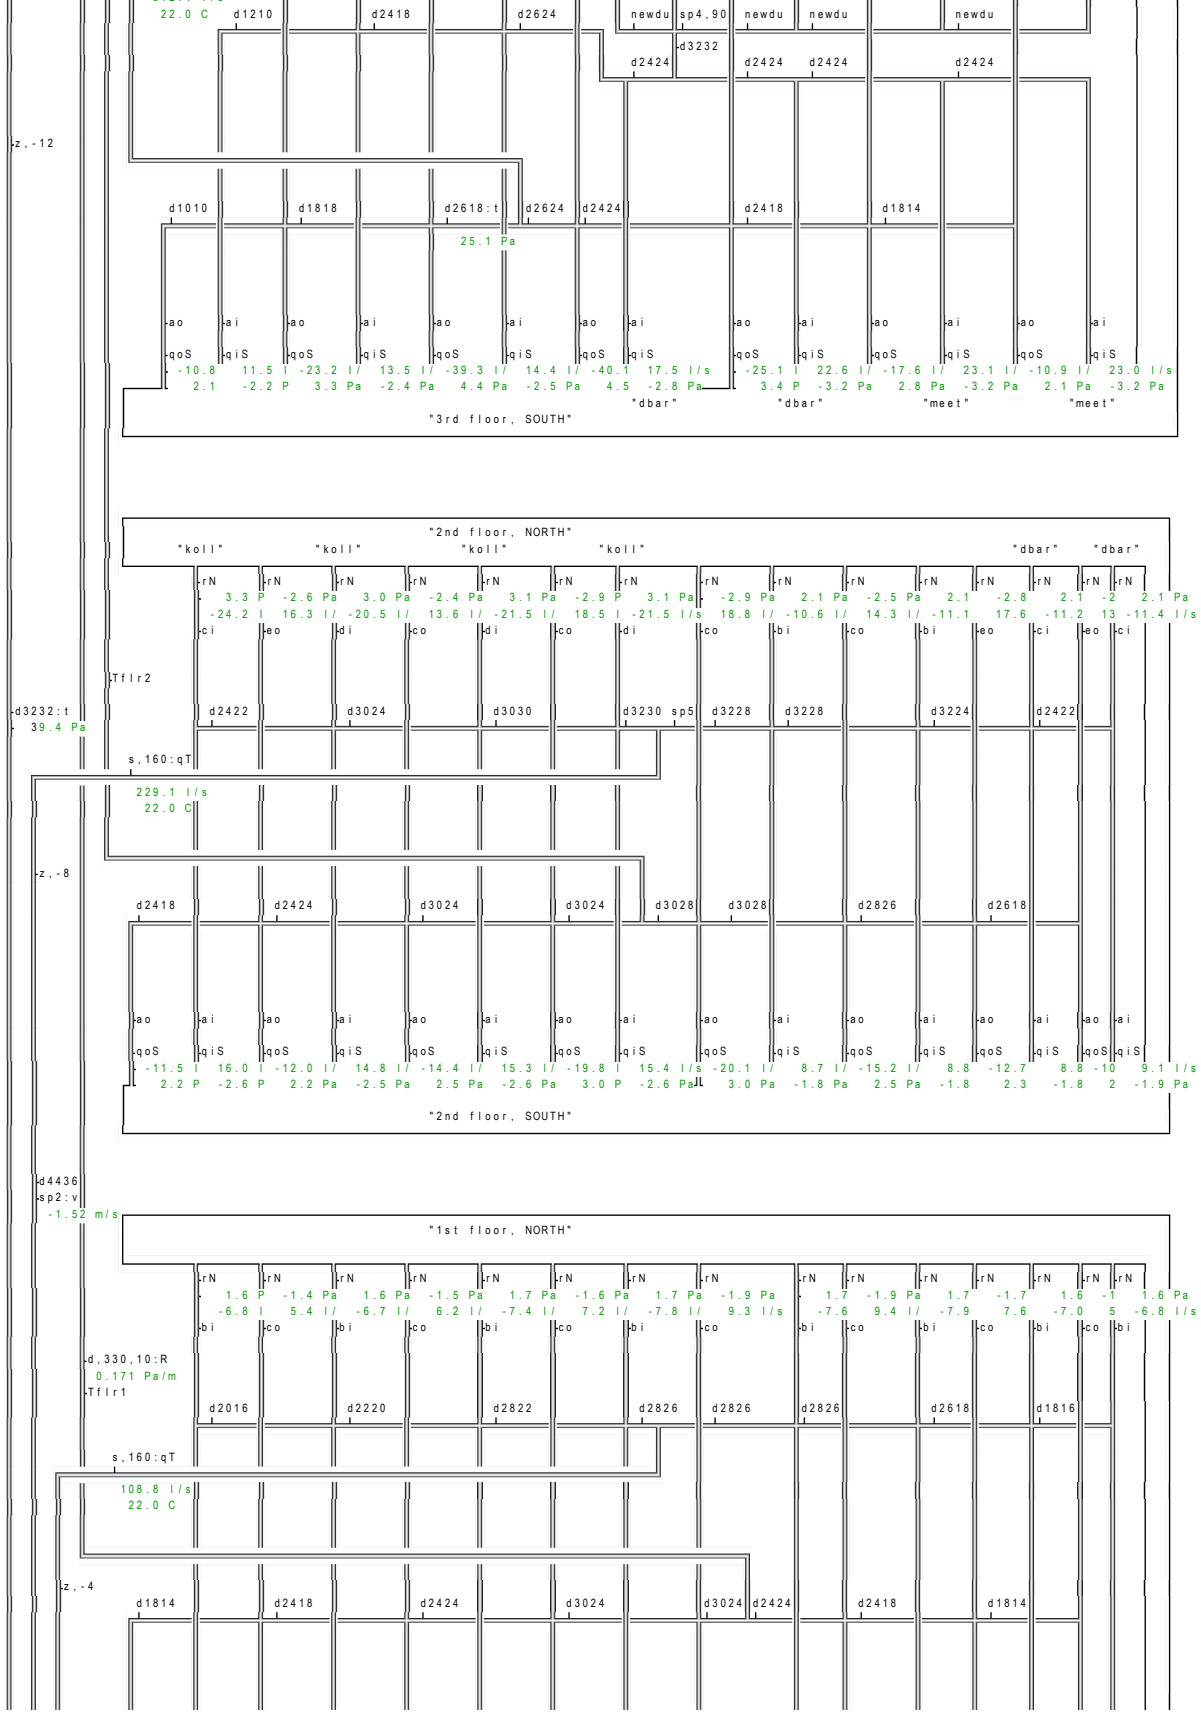 22.0 C d1210 d2418 d2624 newdu sp4,90 newdu newdu newdu
d3232
d2424 d2424 d2424 d2424
z,-12
d1010 d1818 d2618:t d2624 d2424 d2418 d1814
25.1 Pa
ao ai ao ai ao ai ao ai ao ai ao ai ao ai
qoS qiS qoS qiS qoS qiS qoS qiS qoS qiS qoS qiS qoS qiS
-10.8 11.5 l -23.2 l/ 13.5 l/ -39.3 l/ 14.4 l/ -40.1 17.5 l/s -25.1 l 22.6 l/ -17.6 l/ 23.1 l/ -10.9 l/ 23.0 l/s
2.1 -2.2 P 3.3 Pa -2.4 Pa 4.4 Pa -2.5 Pa 4.5 -2.8 Pa 3.4 P -3.2 Pa 2.8 Pa -3.2 Pa 2.1 Pa -3.2 Pa
"dbar" "dbar" "meet" "meet"
"3rd floor, SOUTH"
"2nd floor, NORTH"
"koll" "koll" "koll" "koll" "dbar" "dbar"
rN rN rN rN rN rN rN rN rN rN rN rN rN rN
3.3 P -2.6 Pa 3.0 Pa -2.4 Pa 3.1 Pa -2.9 P 3.1 Pa -2.9 Pa 2.1 Pa -2.5 Pa 2.1 -2.8 2.1 -2 2.1 Pa
-24.2 l 16.3 l/ -20.5 l/ 13.6 l/ -21.5 l/ 18.5 l -21.5 l/ 18.8 l/ -10.6 l/ 14.3 l/ -11.1 17.6 -11.2 13 -11.4 l/s
ci eo di co di co di co bi co bi eo ci eo ci
Tflr2
d3232:t d2422 d3024 d3030 d3230 sp5 d3228 d3228 d3224 d2422
39.4 Pa
s,160:qT
229.1 l/s
22.0 C
z,-8
d2418 d2424 d3024 d3024 d3028 d3028 d2826 d2618
ao ai ao ai ao ai ao ai ao ai ao ai ao ai ao ai
qoS qiS qoS qiS qoS qiS qoS qiS qoS qiS qoS qiS qoS qiS qoS qiS
-11.5 l 16.0 l -12.0 l/ 14.8 l/ -14.4 l/ 15.3 l/ -19.8 l 15.4 l/s -20.1 l/ 8.7 l/ -15.2 l/ 8.8 -12.7 8.8 -10 9.1 l/s
2.2 P -2.6 P 2.2 Pa -2.5 Pa 2.5 Pa -2.6 Pa 3.0 P -2.6 Pa 3.0 Pa -1.8 Pa 2.5 Pa -1.8 2.3 -1.8 2 -1.9 Pa
"2nd floor, SOUTH"
d4436
sp2:v
-1.52 m/s
"1st floor, NORTH"
rN rN rN rN rN rN rN rN rN rN rN rN rN rN rN
1.6 P -1.4 Pa 1.6 Pa -1.5 Pa 1.7 Pa -1.6 Pa 1.7 Pa -1.9 Pa 1.7 -1.9 Pa 1.7 -1.7 1.6 -1 1.6 Pa
-6.8 l 5.4 l/ -6.7 l/ 6.2 l/ -7.4 l/ 7.2 l/ -7.8 l/ 9.3 l/s -7.6 9.4 l/ -7.9 7.6 -7.0 5 -6.8 l/s
bi co bi co bi co bi co bi co bi co bi co bi
d,330,10:R
0.171 Pa/m
Tflr1
d2016 d2220 d2822 d2826 d2826 d2826 d2618 d1816
s,160:qT
108.8 l/s
22.0 C
z,-4
d1814 d2418 d2424 d3024 d3024 d2424 d2418 d1814